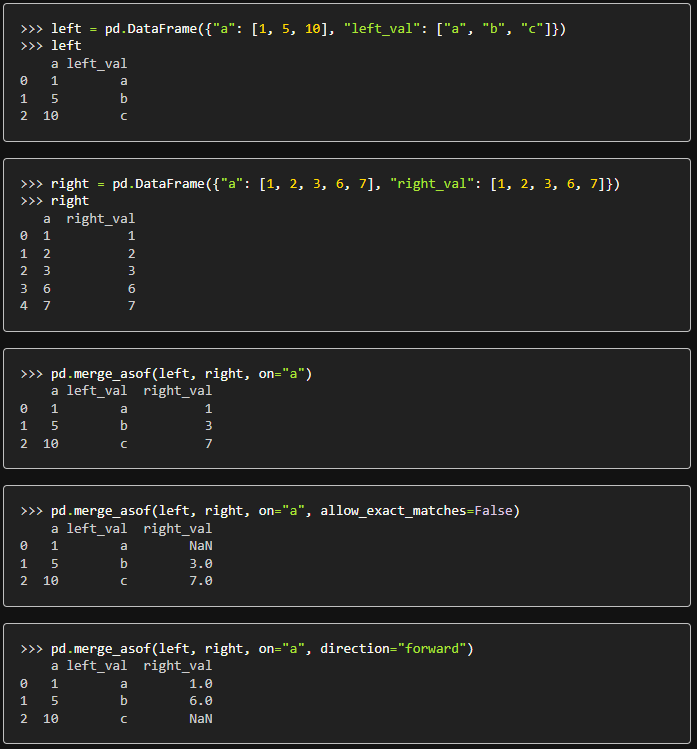 >>> left = pd.DataFrame({"a": [1, 5, 10], "left_val": ["a", "b", "c"]})
>>> left
    a left_val
0   1        a
1   5        b
2  10        c
>>> right = pd.DataFrame({"a": [1, 2, 3, 6, 7], "right_val": [1, 2, 3, 6, 7]})
>>> right
   a  right_val
0  1          1
1  2          2
2  3          3
3  6          6
4  7          7
>>> pd.merge_asof(left, right, on="a")
    a left_val  right_val
0   1        a          1
1   5        b          3
2  10        c          7
>>> pd.merge_asof(left, right, on="a", allow_exact_matches=False)
    a left_val  right_val
0   1        a        NaN
1   5        b        3.0
2  10        c        7.0
>>> pd.merge_asof(left, right, on="a", direction="forward")
    a left_val  right_val
0   1        a        1.0
1   5        b        6.0
2  10        c        NaN